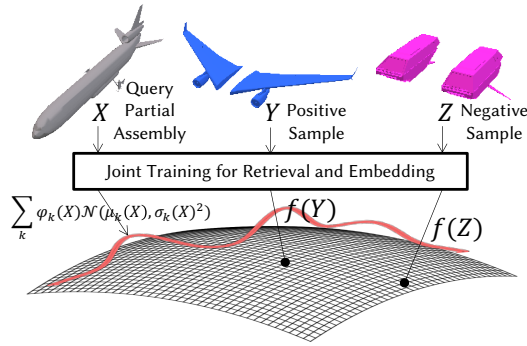 X Query Partial Assembly
Y Positive Sample
Z Negative Sample
Joint Training for Retrieval and Embedding
∑_k φ_k(X)𝒩(μ_k(X), σ_k(X)²)
f(Y)
f(Z)